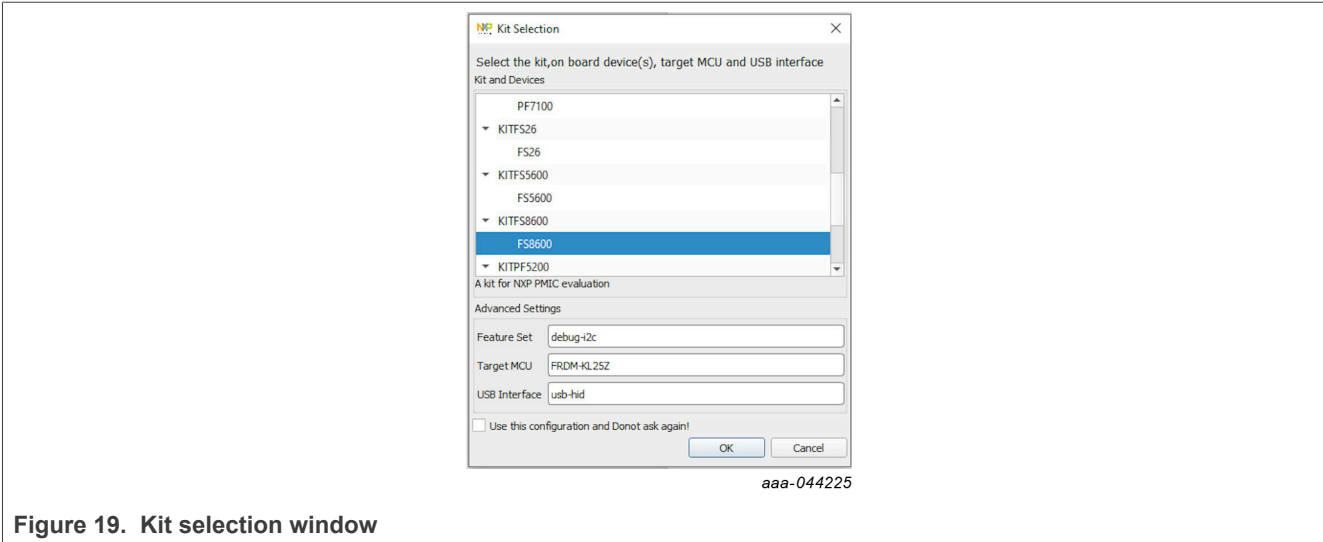 NXP Kit Selection
Select the kit,on board device(s), target MCU and USB interface
Kit and Devices
PF7100
KITFS26
FS26
KITFS5600
FS5600
KITFS8600
FS8600
KITPF5200
A kit for NXP PMIC evaluation
Advanced Settings
Feature Set debug-i2c
Target MCU FRDM-KL25Z
USB Interface usb-hid
Use this configuration and Donot ask again!
OK Cancel
aaa-044225
Figure 19. Kit selection window